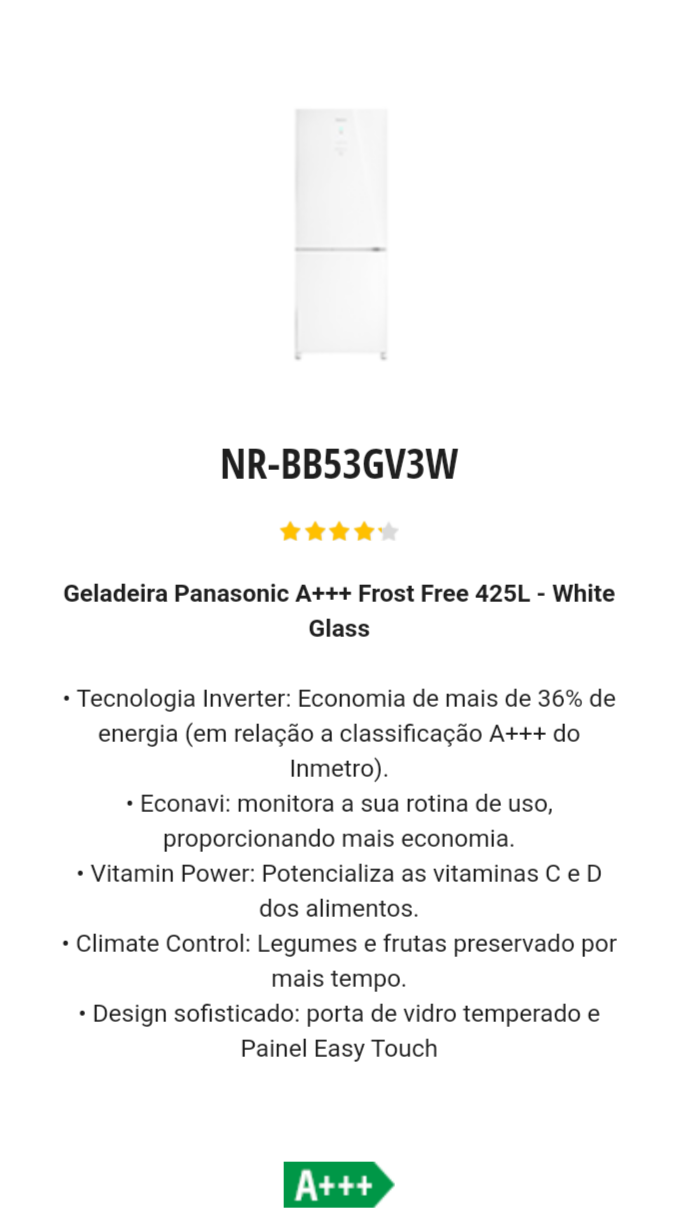 NR-BB53GV3W
Geladeira Panasonic A+++ Frost Free 425L - White
Glass
• Tecnologia Inverter: Economia de mais de 36% de
energia (em relação a classificação A+++ do
Inmetro).
• Econavi: monitora a sua rotina de uso,
proporcionando mais economia.
• Vitamin Power: Potencializa as vitaminas C e D
dos alimentos.
• Climate Control: Legumes e frutas preservado por
mais tempo.
• Design sofisticado: porta de vidro temperado e
Painel Easy Touch
A+++